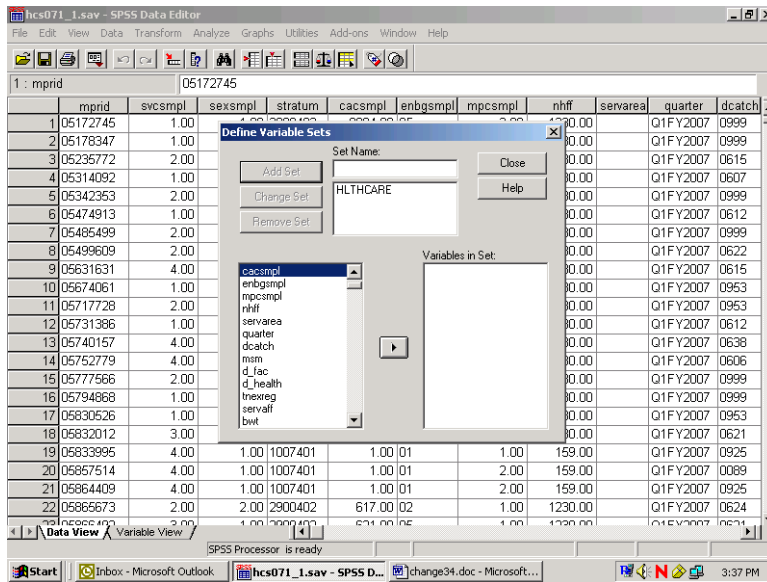 hcs071_1.sav - SPSS Data Editor
File Edit View Data Transform Analyze Graphs Utilities Add-ons Window Help
1 : mprid 05172745
mprid svcsmpl sexsmpl stratum cacsmpl enbgsmpl mpcsmpl nhff servarea quarter dcatch
1 05172745 1.00 Q1FY2007 0999
2 05178347 1.00 Q1FY2007 0999
3 05235772 2.00 Q1FY2007 0615
4 05314092 1.00 Q1FY2007 0607
5 05342353 2.00 Q1FY2007 0999
6 05474913 1.00 Q1FY2007 0612
7 05485499 2.00 Q1FY2007 0999
8 05499609 2.00 Q1FY2007 0622
9 05631631 4.00 Q1FY2007 0615
10 05674061 1.00 Q1FY2007 0953
11 05717728 2.00 Q1FY2007 0953
12 05731386 1.00 Q1FY2007 0612
13 05740157 4.00 Q1FY2007 0638
14 05752779 4.00 Q1FY2007 0606
15 05777566 2.00 Q1FY2007 0999
16 05794868 1.00 Q1FY2007 0999
17 05830526 1.00 Q1FY2007 0953
18 05832012 3.00 Q1FY2007 0621
19 05833995 4.00 1.00 1007401 1.00 01 1.00 159.00 Q1FY2007 0925
20 05857514 4.00 1.00 1007401 1.00 01 2.00 159.00 Q1FY2007 0089
21 05864409 4.00 1.00 1007401 1.00 01 2.00 159.00 Q1FY2007 0925
22 05865673 2.00 2.00 2900402 617.00 02 1.00 1230.00 Q1FY2007 0624
Define Variable Sets
Set Name:
Add Set
Change Set
Remove Set
HLTHCARE
Close
Help
Variables in Set:
cacsmpl
enbgsmpl
mpcsmpl
nhff
servarea
quarter
dcatch
msm
d_fac
d_health
tnexreg
servaff
bwt
Data View Variable View
SPSS Processor is ready
Start Inbox - Microsoft Outlook hcs071_1.sav - SPSS D... change34.doc - Microsoft... 3:37 PM